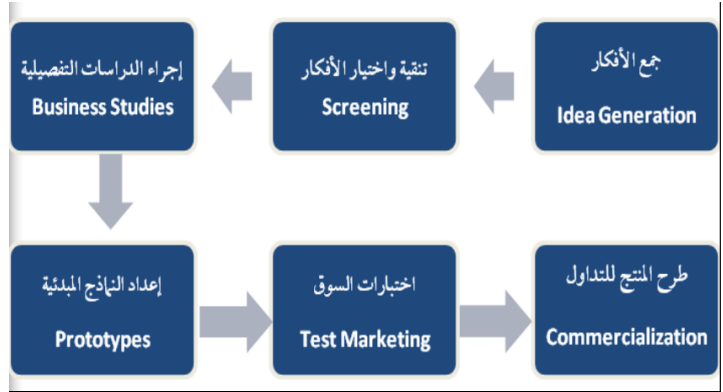 جمع الأفكار
Idea Generation
تنقية واختيار الأفكار
Screening
إجراء الدراسات التفصيلية
Business Studies
إعداد النماذج المبدئية
Prototypes
اختبارات السوق
Test Marketing
طرح المنتج للتداول
Commercialization